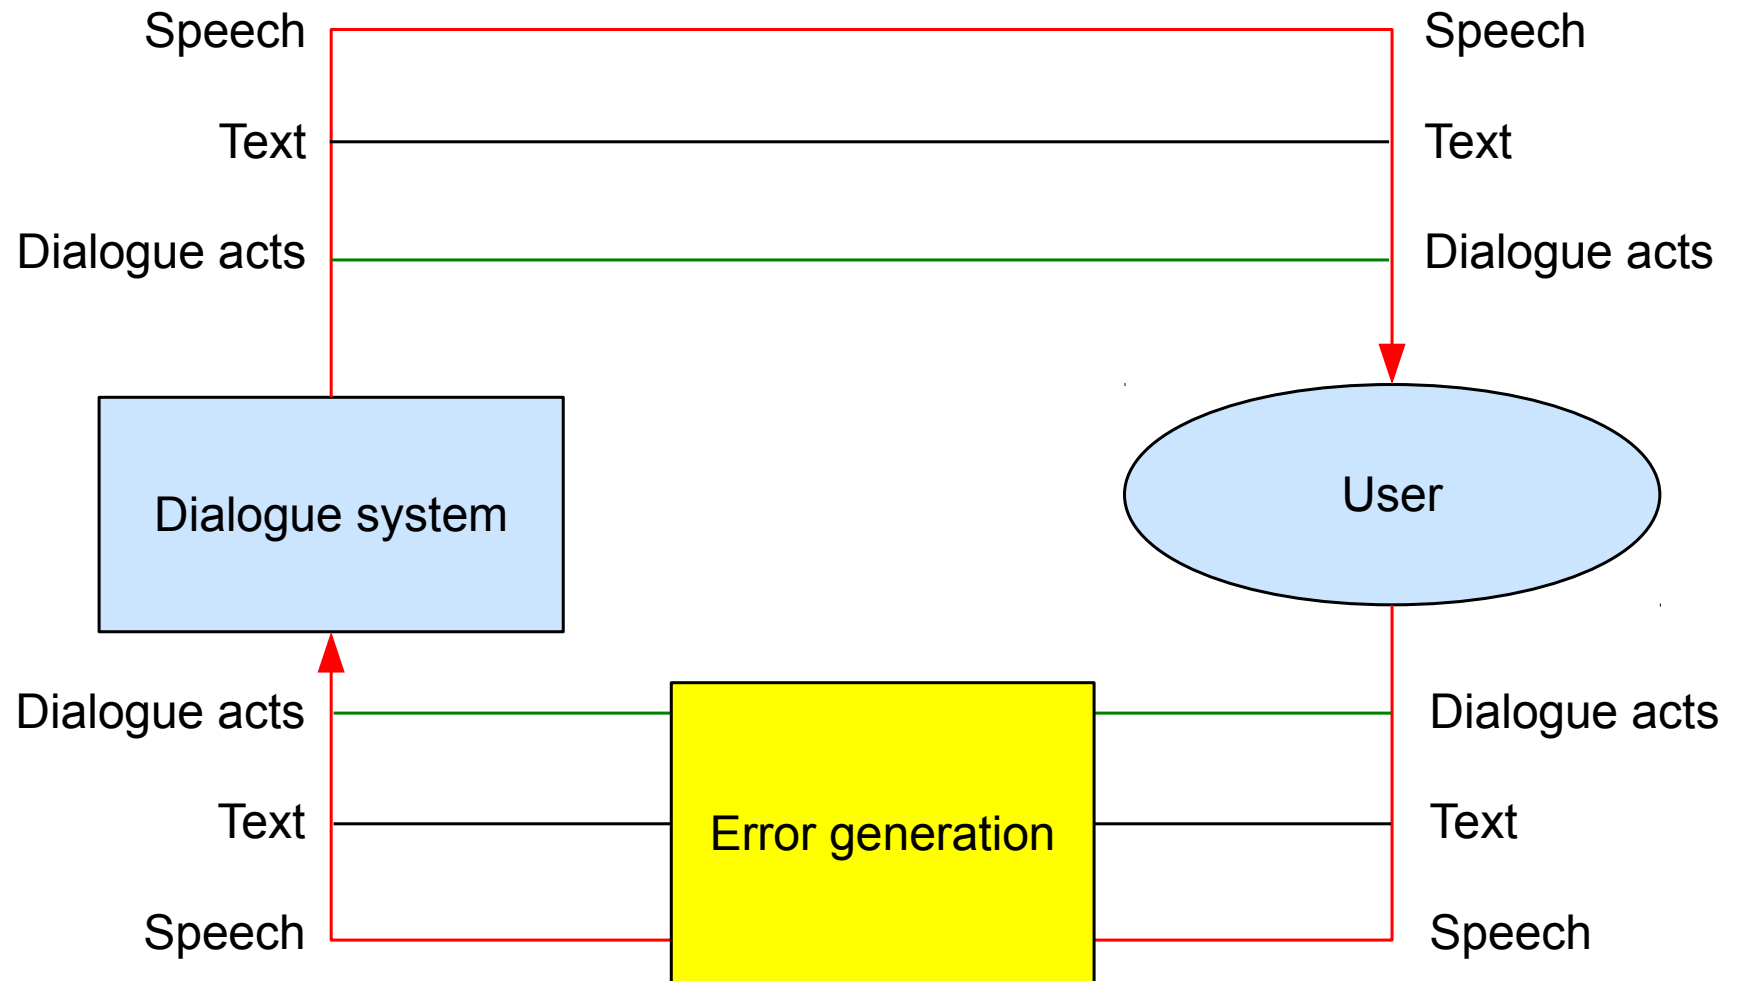 Speech
Speech
Text
Text
Dialogue acts
Dialogue acts
Dialogue system
User
Dialogue acts
Dialogue acts
Text
Error generation
Text
Speech
Speech